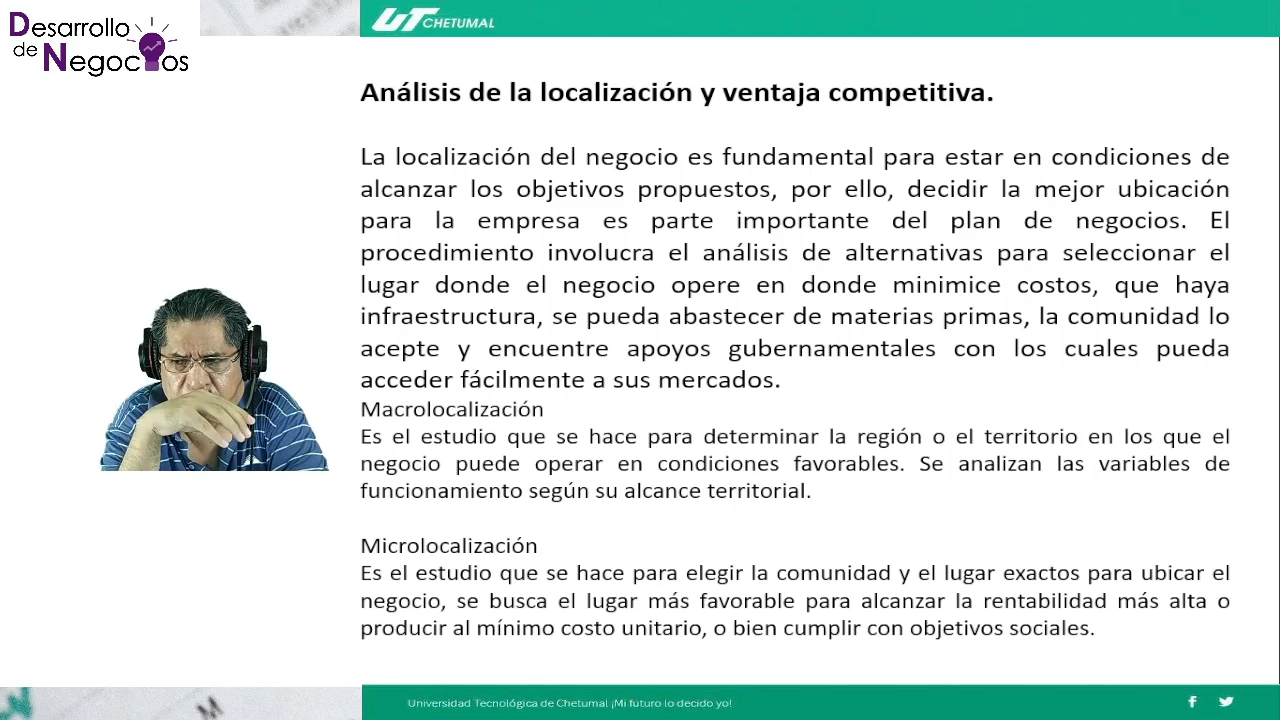 Desarrollo
de Negocios
UT CHETUMAL
Análisis de la localización y ventaja competitiva.
La localización del negocio es fundamental para estar en condiciones de
alcanzar los objetivos propuestos, por ello, decidir la mejor ubicación
para la empresa es parte importante del plan de negocios. El
procedimiento involucra el análisis de alternativas para seleccionar el
lugar donde el negocio opere en donde minimice costos, que haya
infraestructura, se pueda abastecer de materias primas, la comunidad lo
acepte y encuentre apoyos gubernamentales con los cuales pueda
acceder fácilmente a sus mercados.
Macrolocalización
Es el estudio que se hace para determinar la región o el territorio en los que el
negocio puede operar en condiciones favorables. Se analizan las variables de
funcionamiento según su alcance territorial.
Microlocalización
Es el estudio que se hace para elegir la comunidad y el lugar exactos para ubicar el
negocio, se busca el lugar más favorable para alcanzar la rentabilidad más alta o
producir al mínimo costo unitario, o bien cumplir con objetivos sociales.
Universidad Tecnológica de Chetumal ¡Mi futuro lo decido yo!